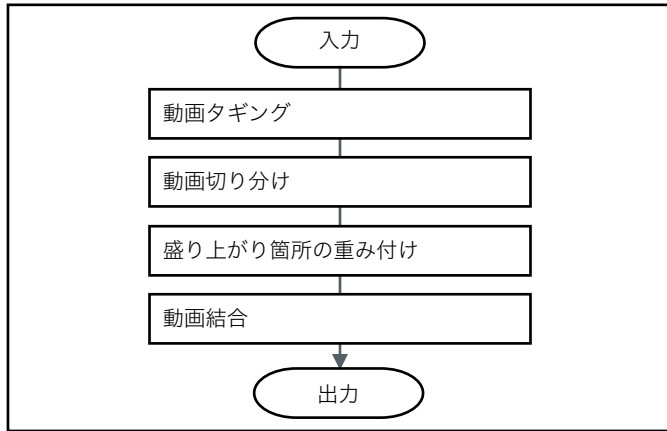 入力
動画タギング
動画切り分け
盛り上がり箇所の重み付け
動画結合
出力